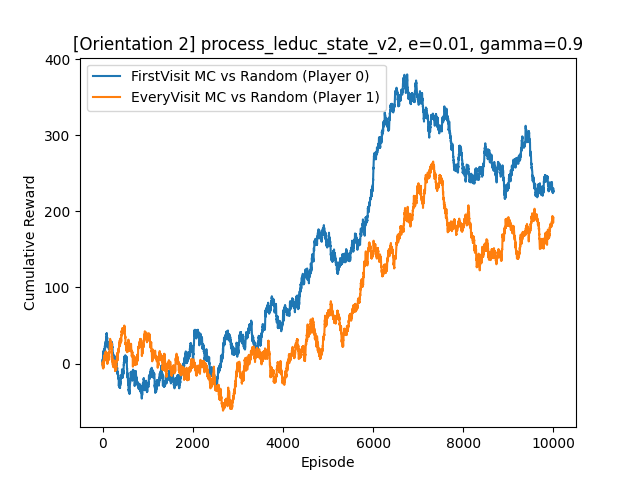 [Orientation 2] process_leduc_state_v2, e=0.01, gamma=0.9
FirstVisit MC vs Random (Player 0)
EveryVisit MC vs Random (Player 1)
400
300
200
100
0
Cumulative Reward
0 2000 4000 6000 8000 10000
Episode